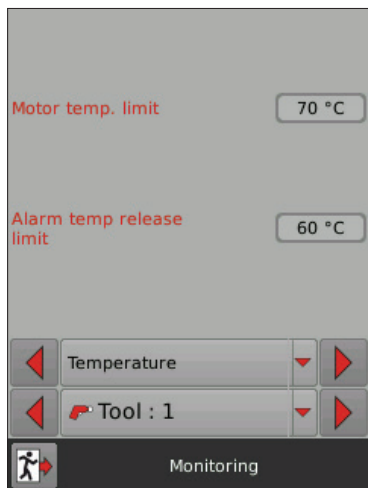 Motor temp. limit
70 °C
Alarm temp release
limit
60 °C
Temperature
Tool : 1
Monitoring